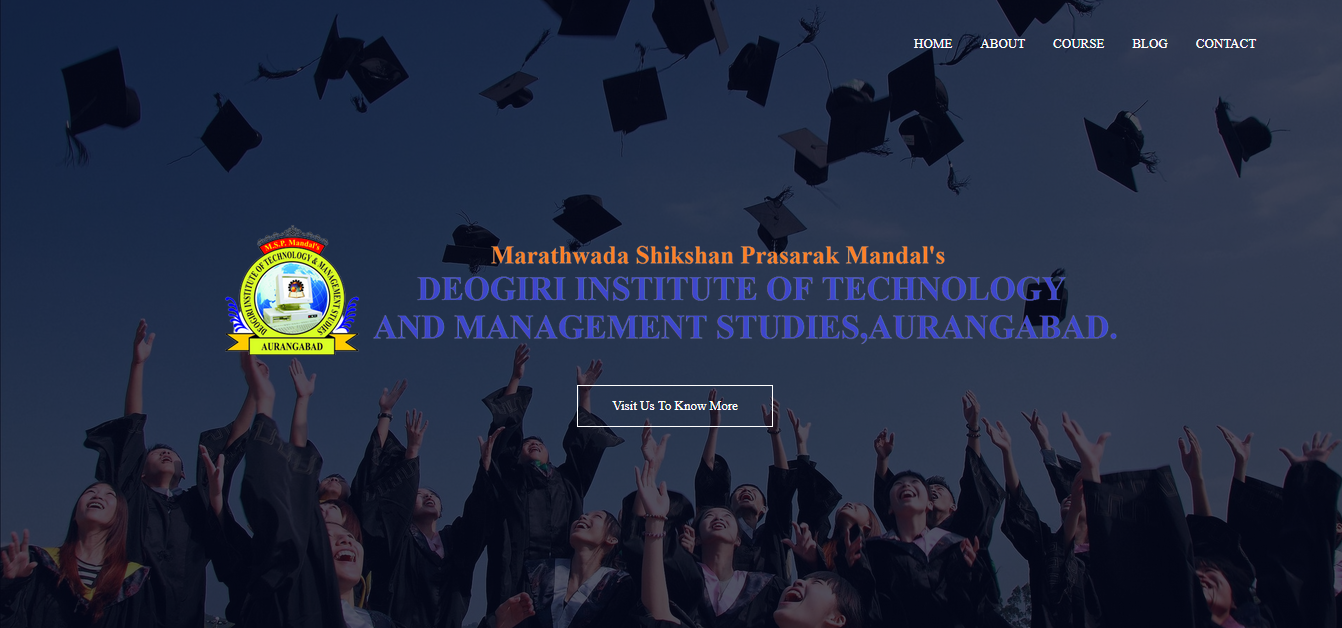 HOME ABOUT COURSE BLOG CONTACT
M.S.P. Mandal's
DEOGIRI INSTITUTE OF TECHNOLOGY & MANAGEMENT STUDIES
AURANGABAD
Marathwada Shikshan Prasarak Mandal's
DEOGIRI INSTITUTE OF TECHNOLOGY
AND MANAGEMENT STUDIES,AURANGABAD.
Visit Us To Know More